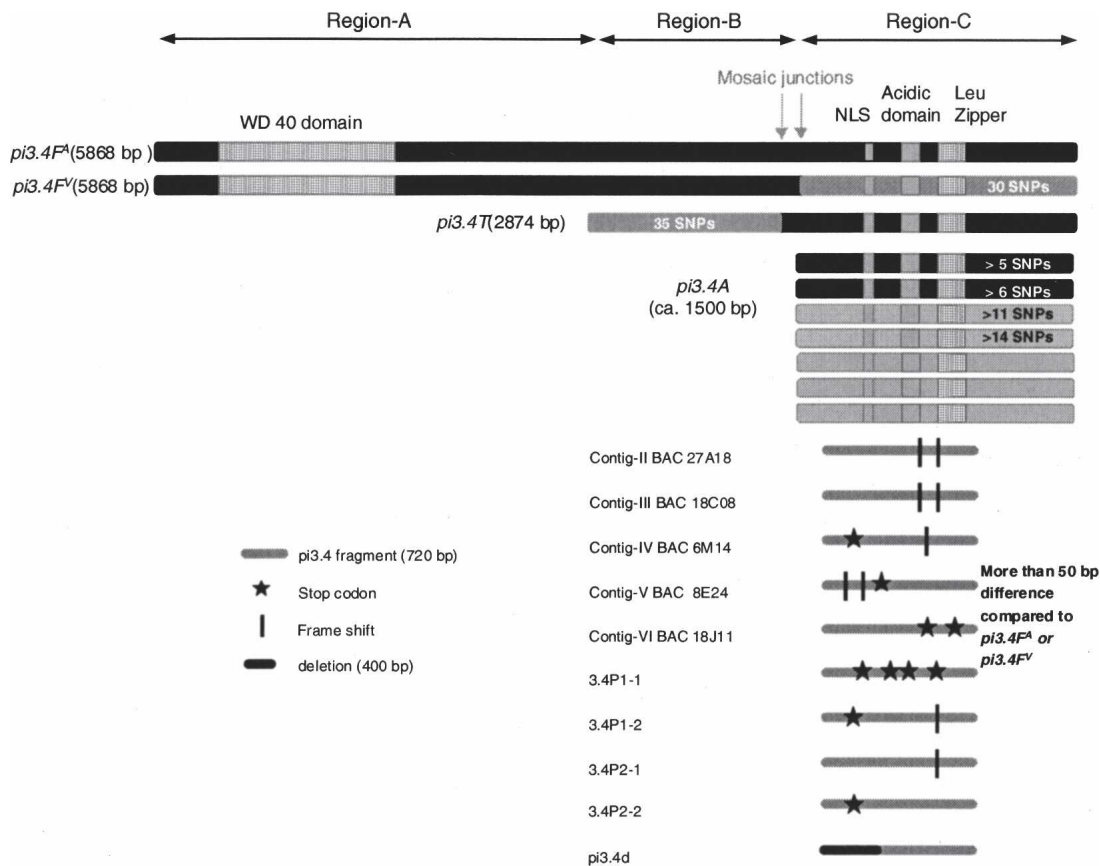 Region-A Region-B Region-C
Mosaic junctions
Acidic Leu
NLS domain Zipper
WD 40 domain
pi3.4Fᴬ(5868 bp )
pi3.4Fⱽ(5868 bp) 30 SNPs
pi3.4T(2874 bp) 35 SNPs
> 5 SNPs
pi3.4A > 6 SNPs
(ca. 1500 bp) >11 SNPs
>14 SNPs
Contig-II BAC 27A18
Contig-III BAC 18C08
Contig-IV BAC 6M14
Contig-V BAC 8E24
Contig-VI BAC 18J11
3.4P1-1
3.4P1-2
3.4P2-1
3.4P2-2
pi3.4d
pi3.4 fragment (720 bp)
Stop codon
Frame shift
deletion (400 bp)
More than 50 bp
difference
compared to
pi3.4Fᴬ or
pi3.4Fⱽ